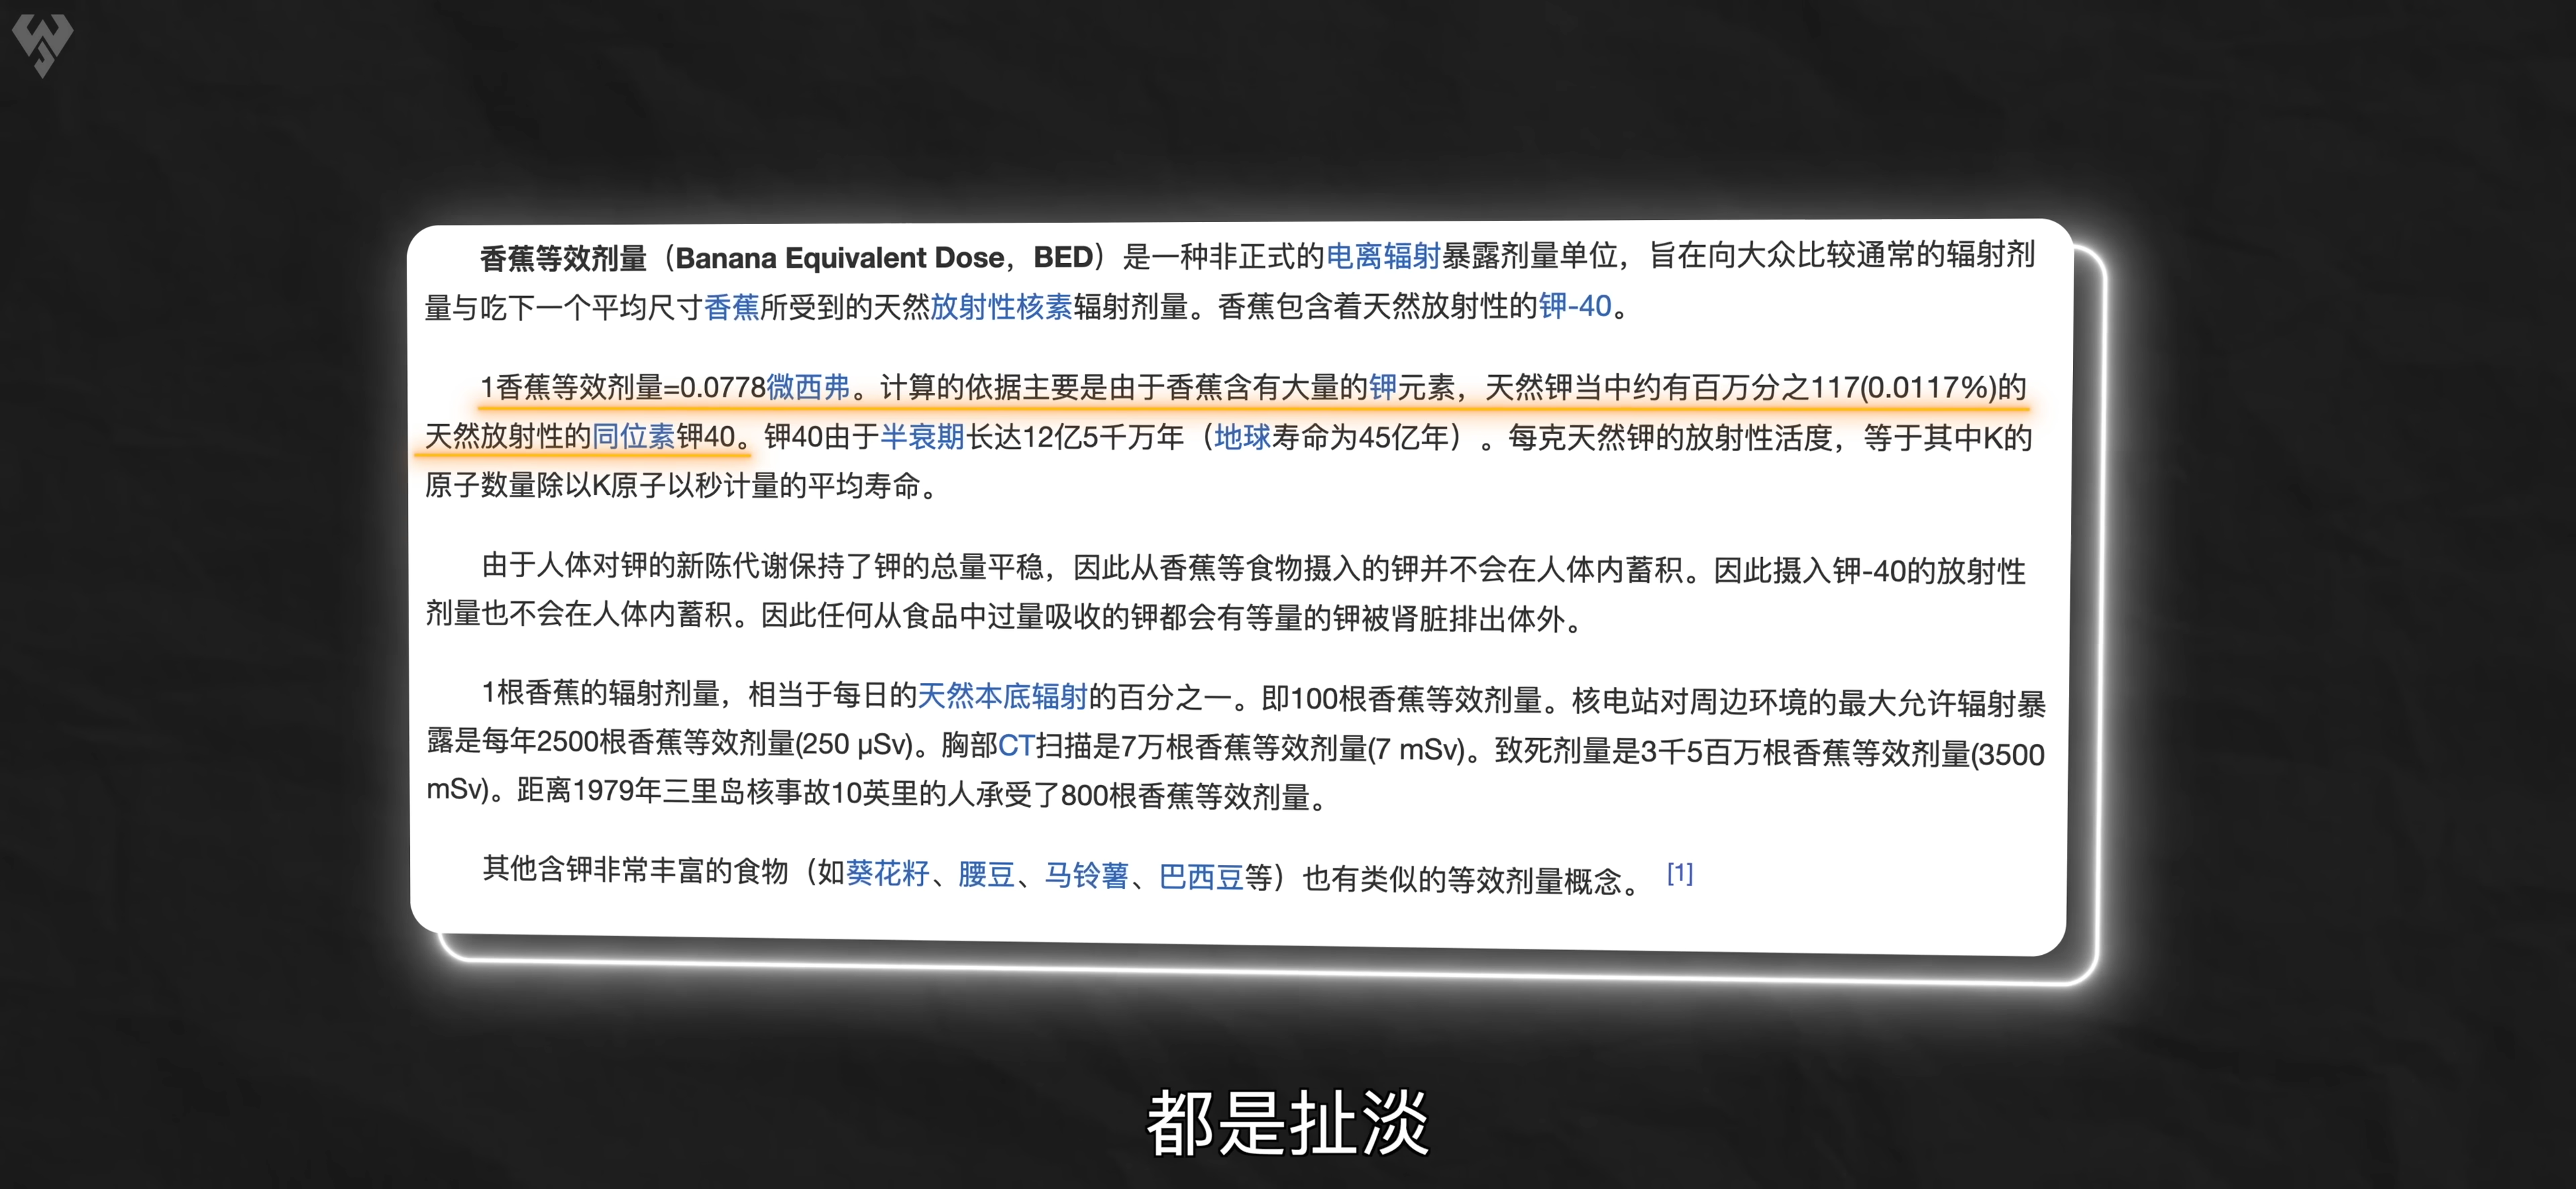 香蕉等效剂量（Banana Equivalent Dose，BED）是一种非正式的电离辐射暴露剂量单位，旨在向大众比较通常的辐射剂
量与吃下一个平均尺寸香蕉所受到的天然放射性核素辐射剂量。香蕉包含着天然放射性的钾-40。
1香蕉等效剂量=0.0778微西弗。计算的依据主要是由于香蕉含有大量的钾元素，天然钾当中约有百万分之117(0.0117%)的
天然放射性的同位素钾40。钾40由于半衰期长达12亿5千万年（地球寿命为45亿年）。每克天然钾的放射性活度，等于其中K的
原子数量除以K原子以秒计量的平均寿命。
由于人体对钾的新陈代谢保持了钾的总量平稳，因此从香蕉等食物摄入的钾并不会在人体内蓄积。因此摄入钾-40的放射性
剂量也不会在人体内蓄积。因此任何从食品中过量吸收的钾都会有等量的钾被肾脏排出体外。
1根香蕉的辐射剂量，相当于每日的天然本底辐射的百分之一。即100根香蕉等效剂量。核电站对周边环境的最大允许辐射暴
露是每年2500根香蕉等效剂量(250 μSv)。胸部CT扫描是7万根香蕉等效剂量(7 mSv)。致死剂量是3千5百万根香蕉等效剂量(3500
mSv)。距离1979年三里岛核事故10英里的人承受了800根香蕉等效剂量。
其他含钾非常丰富的食物（如葵花籽、腰豆、马铃薯、巴西豆等）也有类似的等效剂量概念。 [1]
都是扯淡